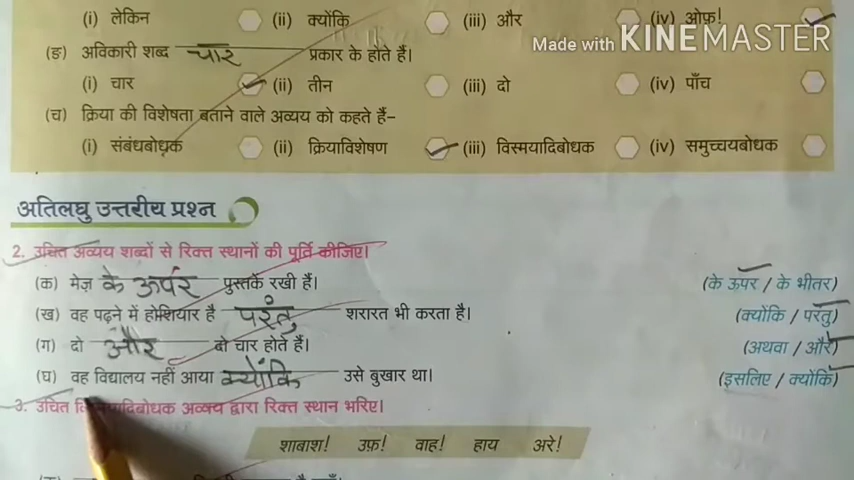 (i) लेकिन (ii) क्योंकि (iii) और (iv) ओफ़!
Made with KINEMASTER
(ङ) अविकारी शब्द चार प्रकार के होते हैं।
(i) चार (ii) तीन (iii) दो (iv) पाँच
(च) क्रिया की विशेषता बताने वाले अव्यय को कहते हैं–
(i) संबंधबोधक (ii) क्रियाविशेषण (iii) विस्मयादिबोधक (iv) समुच्चयबोधक
अतिलघु उत्तरीय प्रश्न
2. उचित अव्यय शब्दों से रिक्त स्थानों की पूर्ति कीजिए।
(क) मेज़ के ऊपर पुस्तकें रखी हैं। (के ऊपर / के भीतर)
(ख) वह पढ़ने में होशियार है परंतु शरारत भी करता है। (क्योंकि / परंतु)
(ग) दो और दो चार होते हैं। (अथवा / और)
(घ) वह विद्यालय नहीं आया क्योंकि उसे बुखार था। (इसलिए / क्योंकि)
3. उचित अव्यय द्वारा रिक्त स्थान भरिए।
शाबाश! उफ़! वाह! हाय अरे!